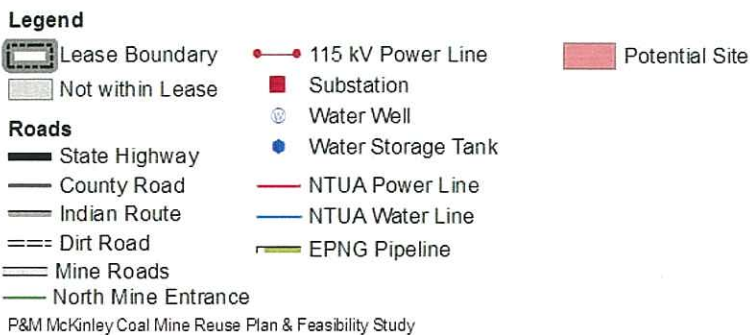 Legend
Lease Boundary
Not within Lease
Roads
State Highway
County Road
Indian Route
Dirt Road
Mine Roads
North Mine Entrance
115 kV Power Line
Substation
W Water Well
Water Storage Tank
NTUA Power Line
NTUA Water Line
EPNG Pipeline
Potential Site
P&M McKinley Coal Mine Reuse Plan & Feasibility Study